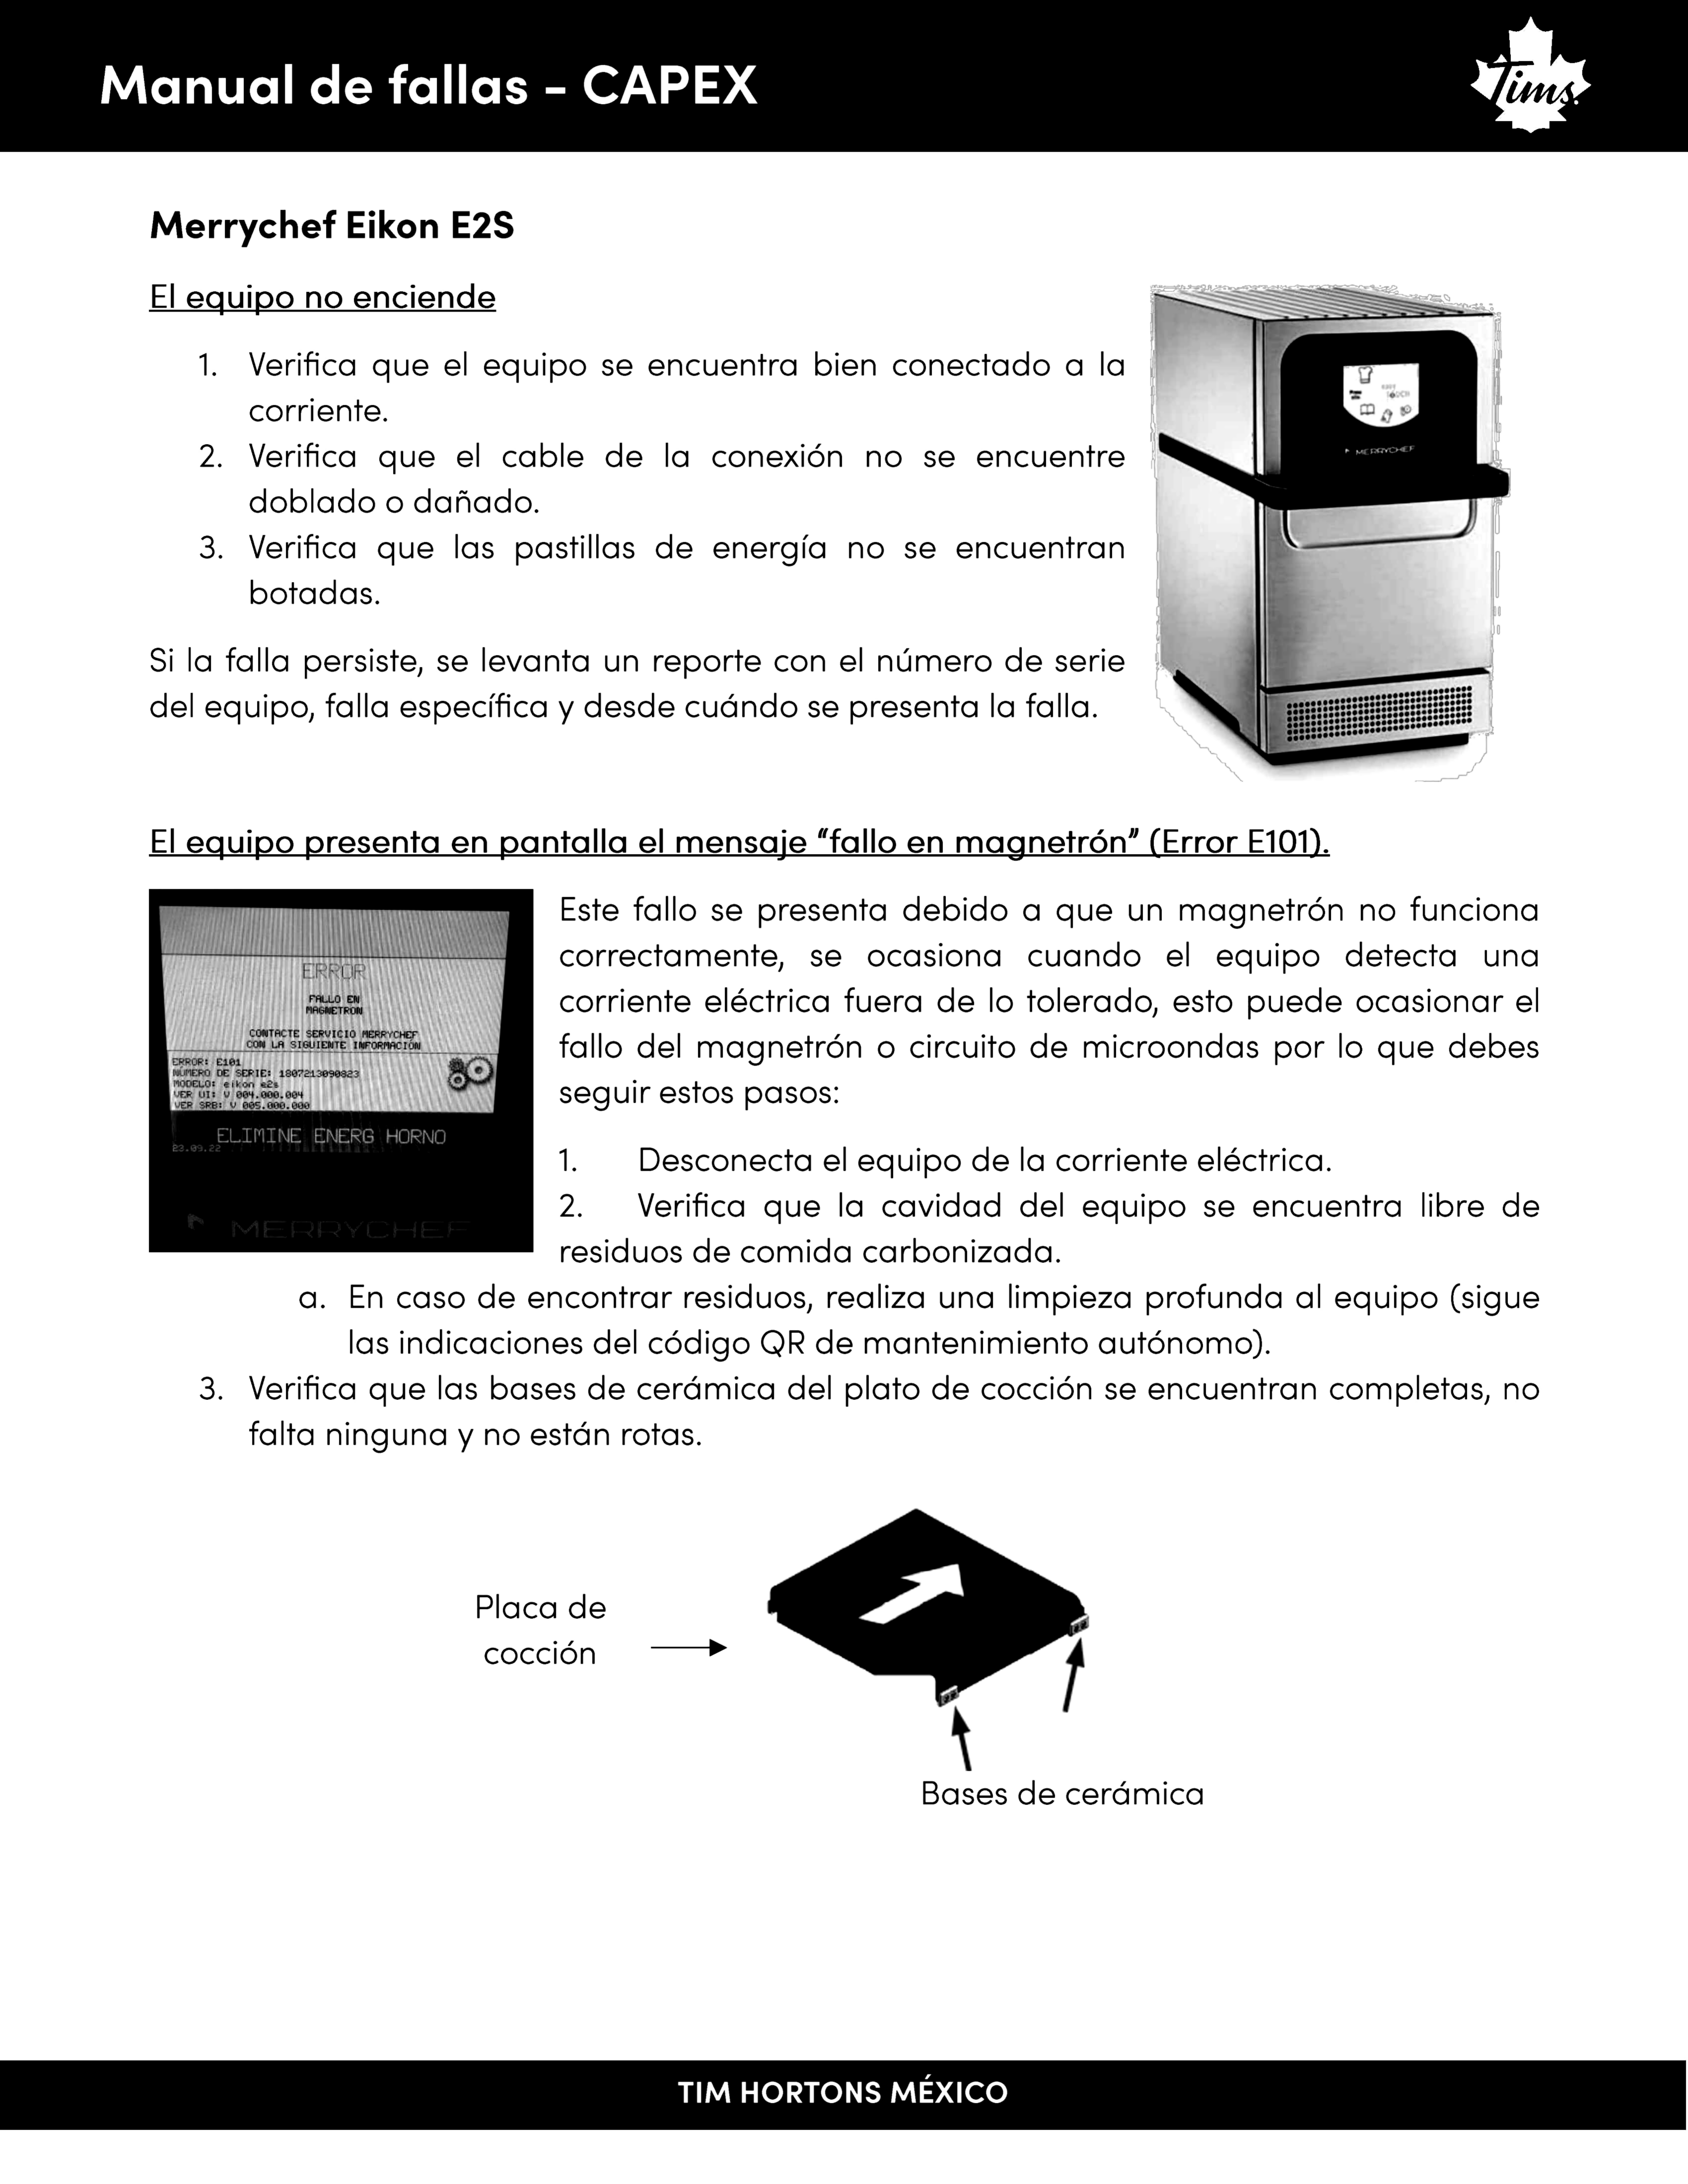 Manual de fallas - CAPEX
Tims.
Merrychef Eikon E2S
El equipo no enciende
1. Verifica que el equipo se encuentra bien conectado a la
corriente.
2. Verifica que el cable de la conexión no se encuentre
doblado o dañado.
3. Verifica que las pastillas de energía no se encuentran
botadas.
Si la falla persiste, se levanta un reporte con el número de serie
del equipo, falla específica y desde cuándo se presenta la falla.
MERRYCHEF
El equipo presenta en pantalla el mensaje “fallo en magnetrón” (Error E101).
ERROR
FALLO EN
MAGNETRON
CONTACTE SERVICIO MERRYCHEF
CON LA SIGUIENTE INFORMACIÓN
ERROR: E101
NÚMERO DE SERIE: 1807213090823
MODELO: eikon e2s
VER UI: V 004.000.004
VER SRB: V 005.000.000
ELIMINE ENERG HORNO
23.09.22
MERRYCHEF
Este fallo se presenta debido a que un magnetrón no funciona
correctamente, se ocasiona cuando el equipo detecta una
corriente eléctrica fuera de lo tolerado, esto puede ocasionar el
fallo del magnetrón o circuito de microondas por lo que debes
seguir estos pasos:
1. Desconecta el equipo de la corriente eléctrica.
2. Verifica que la cavidad del equipo se encuentra libre de
residuos de comida carbonizada.
a. En caso de encontrar residuos, realiza una limpieza profunda al equipo (sigue
las indicaciones del código QR de mantenimiento autónomo).
3. Verifica que las bases de cerámica del plato de cocción se encuentran completas, no
falta ninguna y no están rotas.
Placa de
cocción
Bases de cerámica
TIM HORTONS MÉXICO